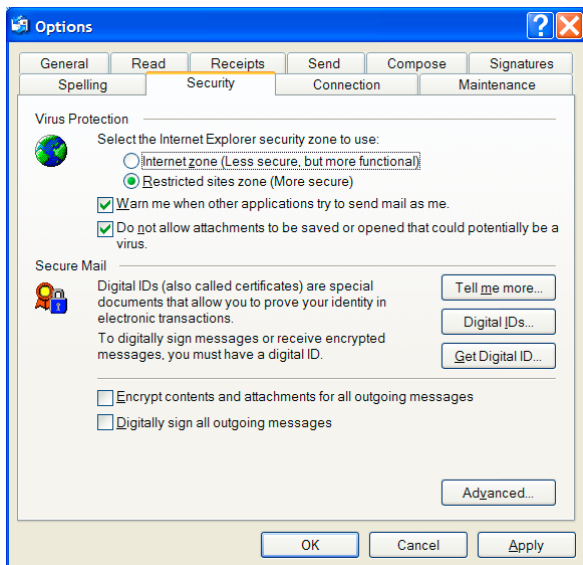 Options
General Read Receipts Send Compose Signatures
Spelling Security Connection Maintenance
Virus Protection
Select the Internet Explorer security zone to use:
Internet zone (Less secure, but more functional)
Restricted sites zone (More secure)
Warn me when other applications try to send mail as me.
Do not allow attachments to be saved or opened that could potentially be a
virus.
Secure Mail
Digital IDs (also called certificates) are special
documents that allow you to prove your identity in
electronic transactions.
Tell me more...
To digitally sign messages or receive encrypted
messages, you must have a digital ID.
Digital IDs...
Get Digital ID...
Encrypt contents and attachments for all outgoing messages
Digitally sign all outgoing messages
Advanced...
OK Cancel Apply